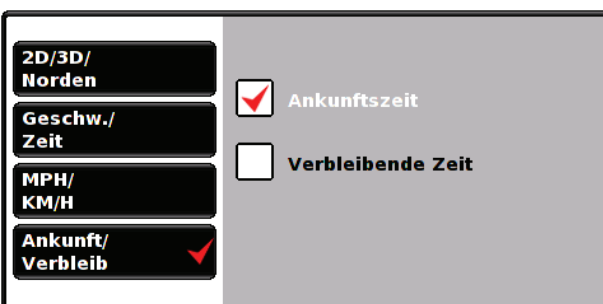 2D/3D/
Norden
Geschw./
Zeit
MPH/
KM/H
Ankunft/
Verbleib
Ankunftszeit
Verbleibende Zeit